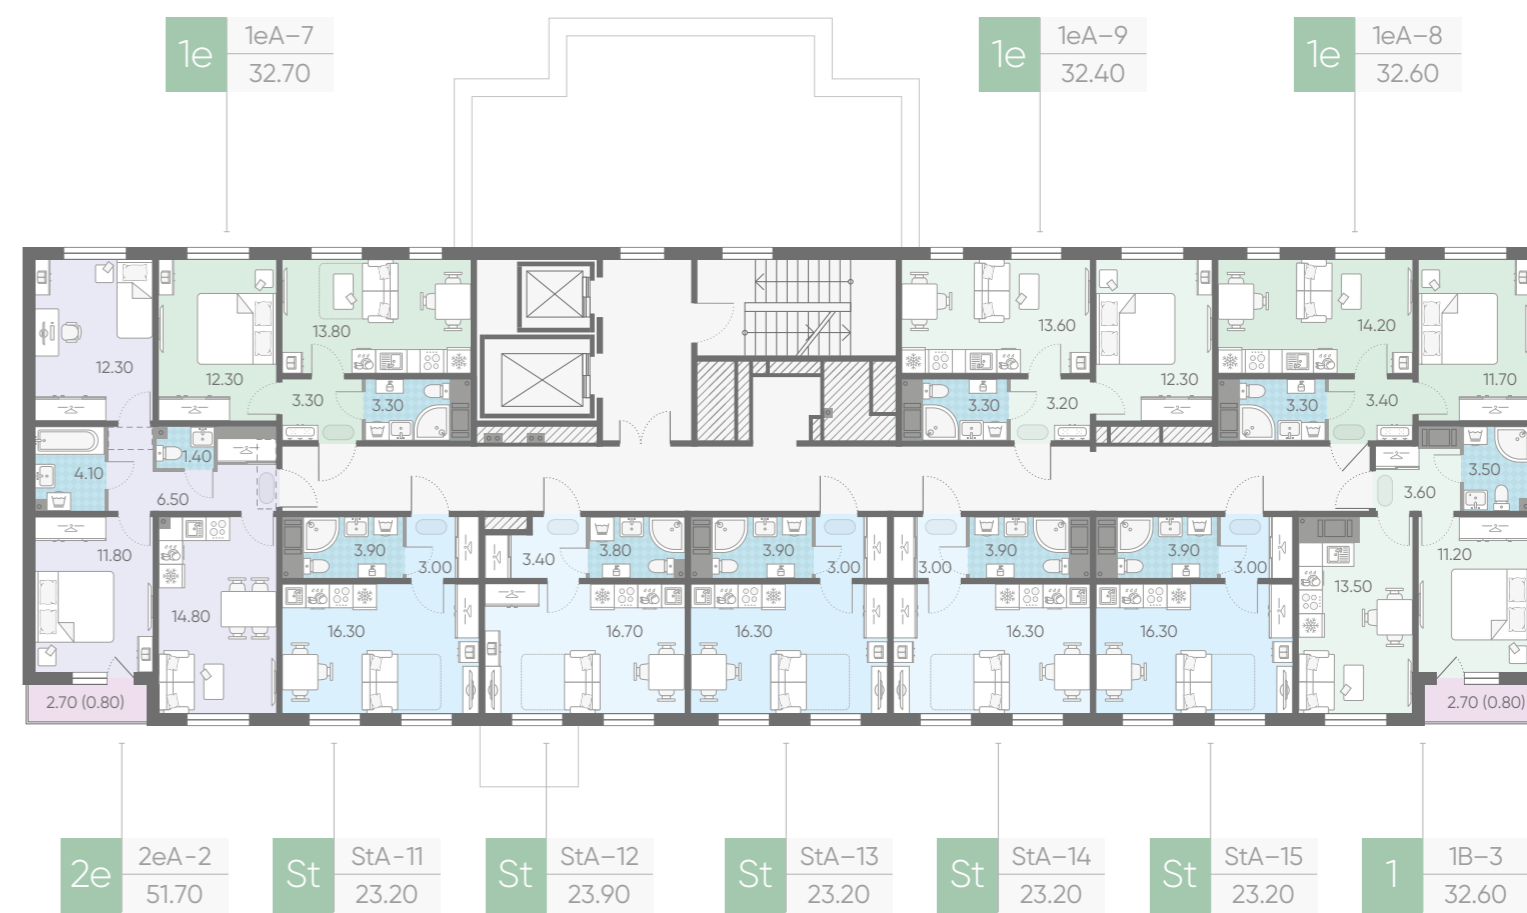 1e
1eA–7
32.70
1e
1eA–9
32.40
1e
1eA–8
32.60
12.30
12.30
13.80
3.30
3.30
13.60
12.30
3.30
3.20
14.20
11.70
3.30
3.40
4.10
1.40
6.50
11.80
14.80
2.70 (0.80)
3.90
3.00
16.30
3.40
3.80
16.70
3.90
3.00
16.30
3.00
3.90
16.30
3.90
3.00
16.30
3.60
3.50
13.50
11.20
2.70 (0.80)
2e
2eA-2
51.70
St
StA-11
23.20
St
StA–12
23.90
St
StA–13
23.20
St
StA–14
23.20
St
StA–15
23.20
1
1B–3
32.60